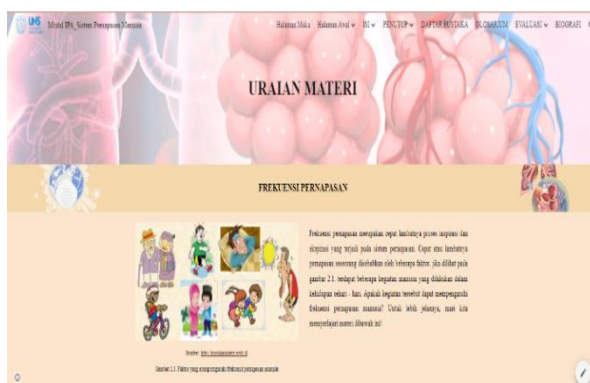 UMS Modul IPA_Sistem Pernapasan Manusia Halaman Muka Halaman Awal ISI PENUTUP DAFTAR PUSTAKA GLOSARIUM EVALUASI BIOGRAFI
URAIAN MATERI
FREKUENSI PERNAPASAN
Frekuensi pernapasan merupakan cepat lambatnya proses inspirasi dan
ekspirasi yang terjadi pada sistem pernapasan. Cepat atau lambatnya
pernapasan seseorang disebabkan oleh beberapa faktor. jika dilihat pada
gambar 2.1. terdapat beberapa kegiatan manusia yang dilakukan dalam
kehidupan sehari - hari. Apakah kegiatan tersebut dapat mempengaruhi
frekuensi pernapasan manusia? Untuk lebih jelasnya, mari kita
mempelajari materi dibawah ini!
Sumber:
Gambar 2.1. Faktor yang mempengaruhi frekuensi pernapasan manusia